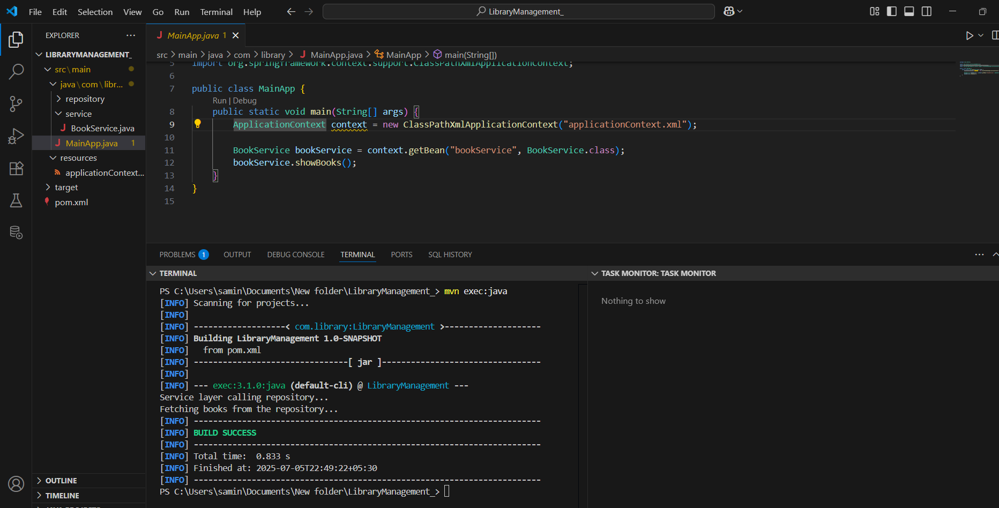 File Edit Selection View Go Run Terminal Help
LibraryManagement_
EXPLORER
LIBRARYMANAGEMENT_
src\main
java\com\libr...
repository
service
BookService.java
MainApp.java 1
resources
applicationContext...
target
pom.xml
OUTLINE
TIMELINE
MainApp.java 1
src > main > java > com > library > MainApp.java > MainApp > main(String[])
5 import org.springframework.context.support.ClassPathXmlApplicationContext;
6
7 public class MainApp {
Run | Debug
8 public static void main(String[] args) {
9 ApplicationContext context = new ClassPathXmlApplicationContext("applicationContext.xml");
10
11 BookService bookService = context.getBean("bookService", BookService.class);
12 bookService.showBooks();
13 }
14 }
15
PROBLEMS 1 OUTPUT DEBUG CONSOLE TERMINAL PORTS SQL HISTORY
TERMINAL
PS C:\Users\samin\Documents\New folder\LibraryManagement_> mvn exec:java
[INFO] Scanning for projects...
[INFO]
[INFO] -------------------< com.library:LibraryManagement >--------------------
[INFO] Building LibraryManagement 1.0-SNAPSHOT
[INFO]   from pom.xml
[INFO] --------------------------------[ jar ]---------------------------------
[INFO]
[INFO] --- exec:3.1.0:java (default-cli) @ LibraryManagement ---
Service layer calling repository...
Fetching books from the repository...
[INFO] ------------------------------------------------------------------------
[INFO] BUILD SUCCESS
[INFO] ------------------------------------------------------------------------
[INFO] Total time:  0.833 s
[INFO] Finished at: 2025-07-05T22:49:22+05:30
[INFO] ------------------------------------------------------------------------
PS C:\Users\samin\Documents\New folder\LibraryManagement_>
TASK MONITOR: TASK MONITOR
Nothing to show